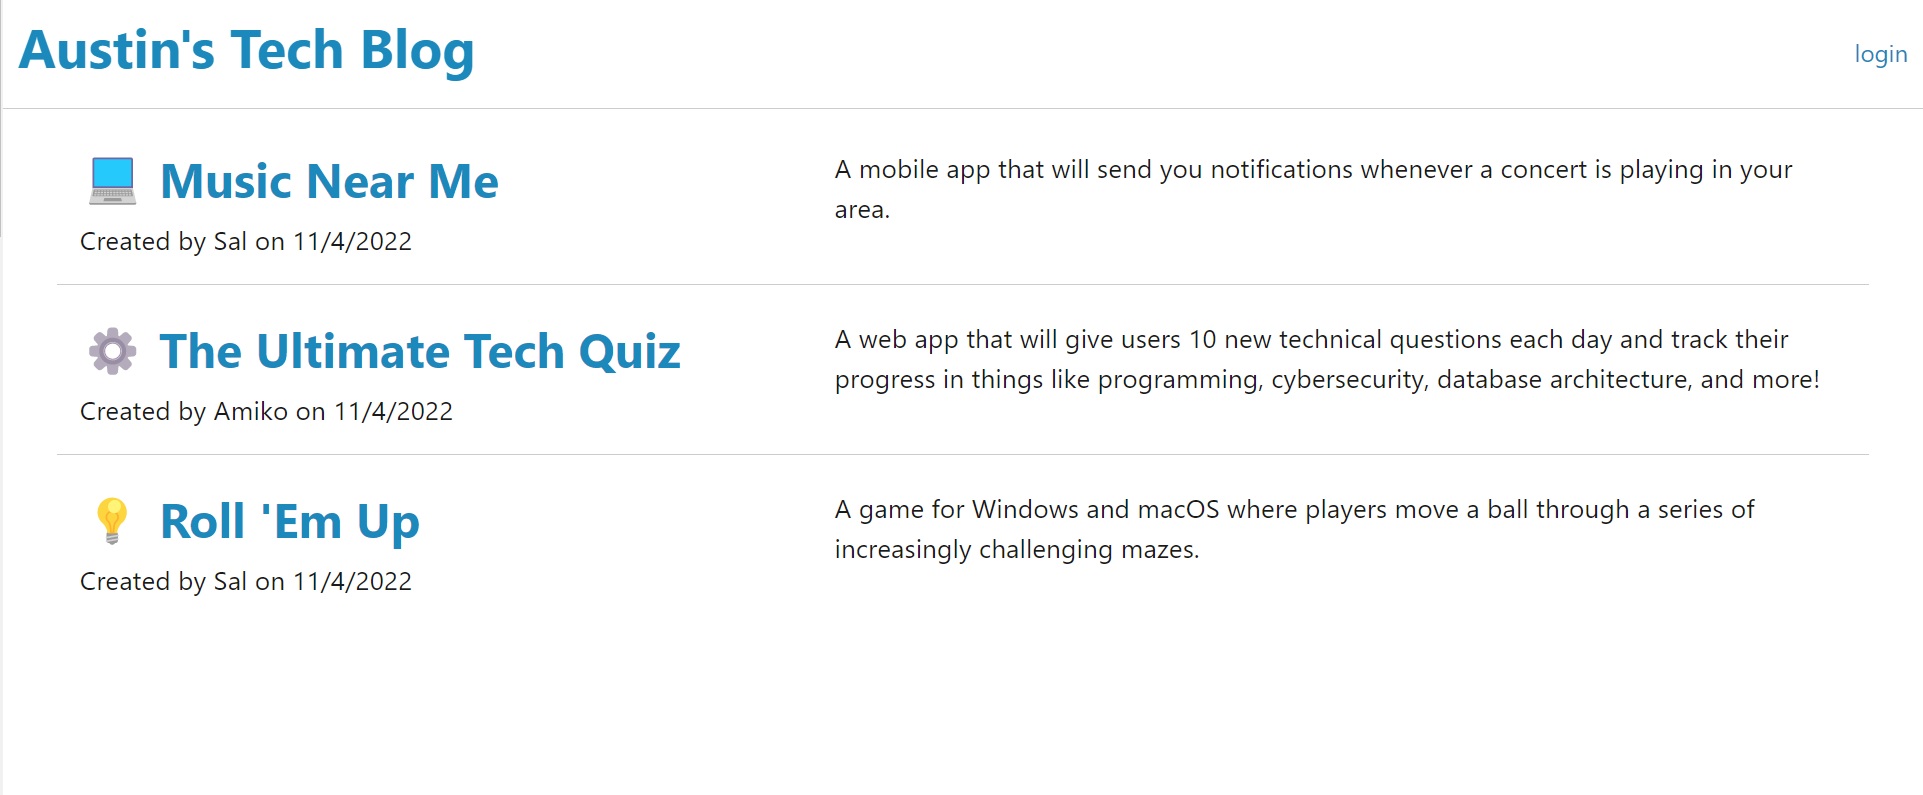 Austin's Tech Blog
login
Music Near Me
Created by Sal on 11/4/2022
A mobile app that will send you notifications whenever a concert is playing in your
area.
The Ultimate Tech Quiz
Created by Amiko on 11/4/2022
A web app that will give users 10 new technical questions each day and track their
progress in things like programming, cybersecurity, database architecture, and more!
Roll 'Em Up
Created by Sal on 11/4/2022
A game for Windows and macOS where players move a ball through a series of
increasingly challenging mazes.